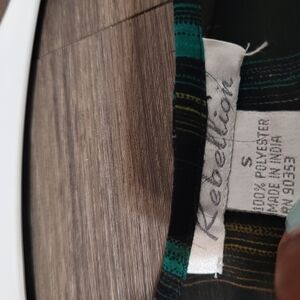 Rebellion
S
100% POLYESTER
MADE IN INDIA
RN 90353